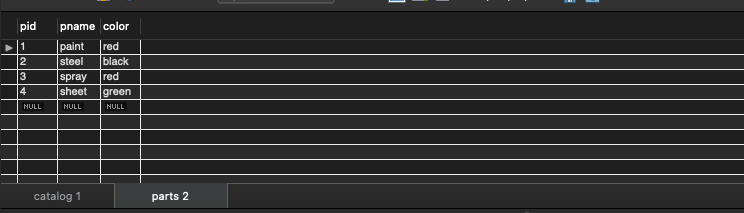 pid pname color
1 paint red
2 steel black
3 spray red
4 sheet green
NULL NULL NULL
catalog 1 parts 2